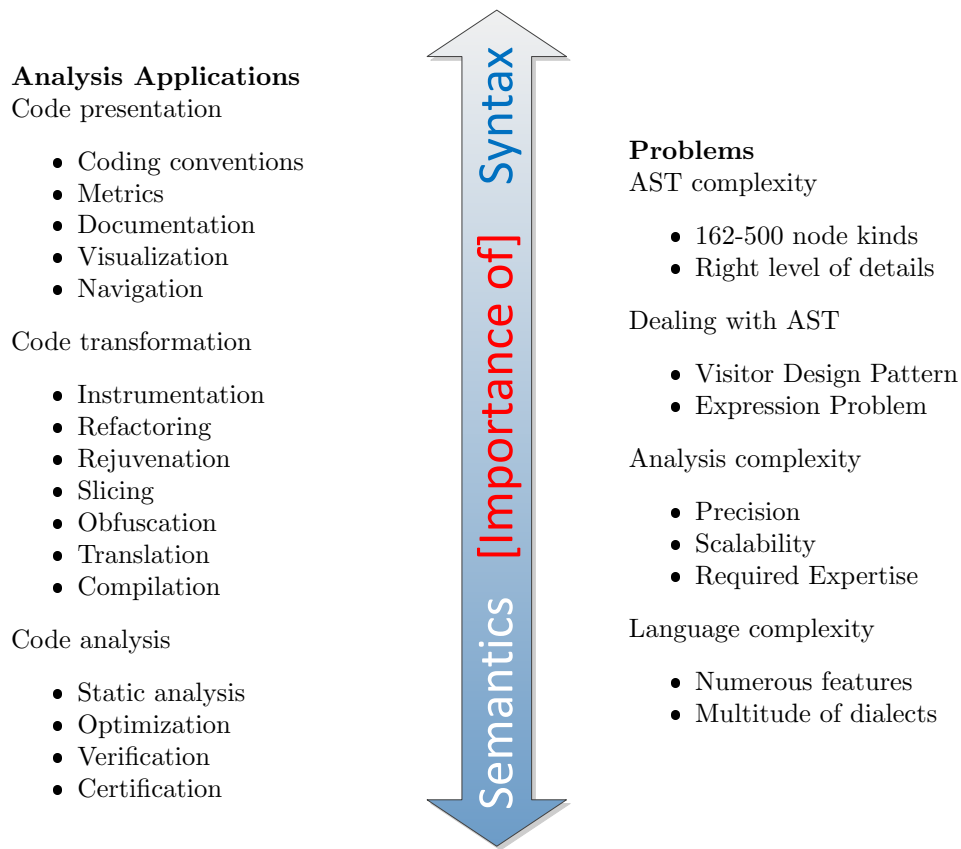 Analysis Applications
Code presentation
• Coding conventions
• Metrics
• Documentation
• Visualization
• Navigation
Code transformation
• Instrumentation
• Refactoring
• Rejuvenation
• Slicing
• Obfuscation
• Translation
• Compilation
Code analysis
• Static analysis
• Optimization
• Verification
• Certification
Semantics [Importance of] Syntax
Problems
AST complexity
• 162-500 node kinds
• Right level of details
Dealing with AST
• Visitor Design Pattern
• Expression Problem
Analysis complexity
• Precision
• Scalability
• Required Expertise
Language complexity
• Numerous features
• Multitude of dialects